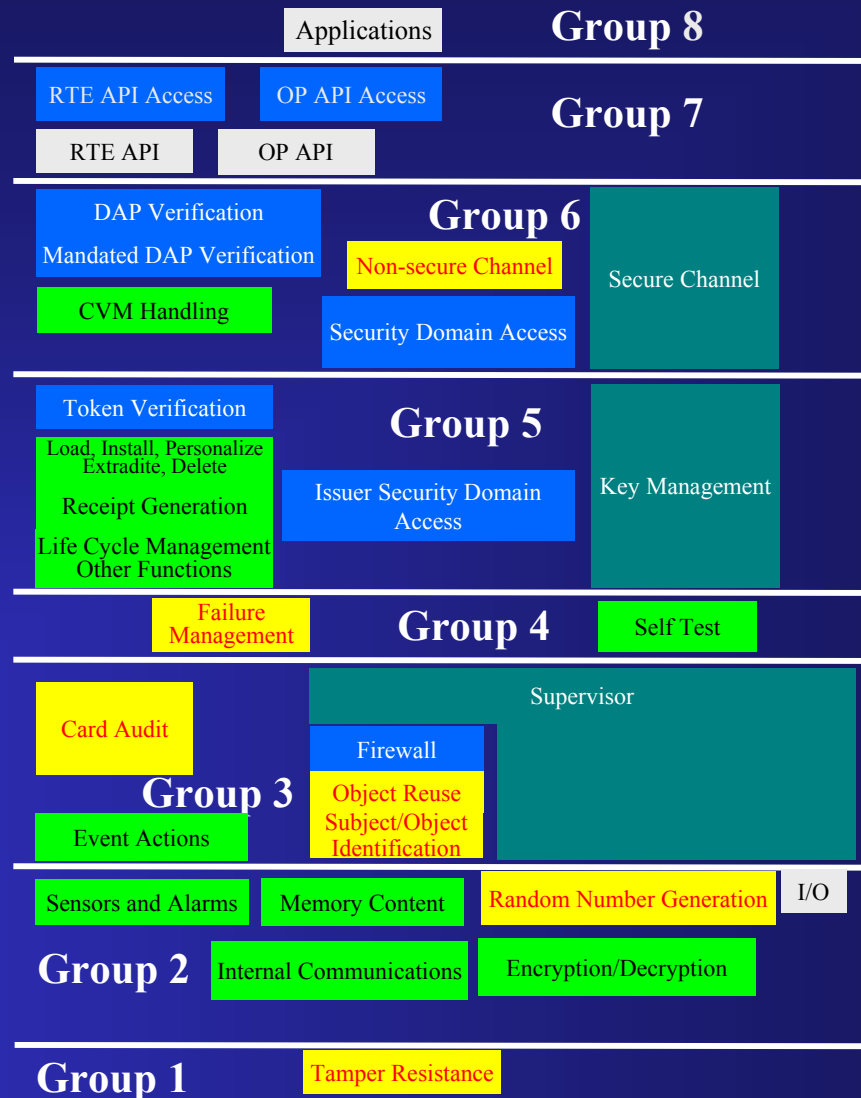 Applications
Group 8
RTE API Access
OP API Access
Group 7
RTE API
OP API
DAP Verification
Mandated DAP Verification
Group 6
Non-secure Channel
Secure Channel
CVM Handling
Security Domain Access
Token Verification
Group 5
Load, Install, Personalize
Extradite, Delete
Receipt Generation
Life Cycle Management
Other Functions
Issuer Security Domain
Access
Key Management
Failure
Management
Group 4
Self Test
Supervisor
Card Audit
Firewall
Group 3
Object Reuse
Subject/Object
Identification
Event Actions
Sensors and Alarms
Memory Content
Random Number Generation
I/O
Group 2
Internal Communications
Encryption/Decryption
Group 1
Tamper Resistance